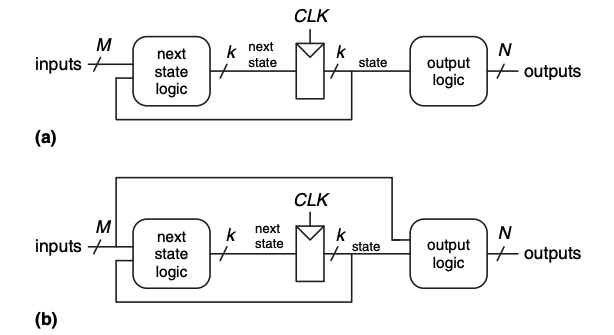 CLK
M
next
k
next
k
N
inputs
state
state
state
output
outputs
logic
logic
(a)
CLK
M
next
k
next
k
N
inputs
state
state
state
output
outputs
logic
logic
(b)